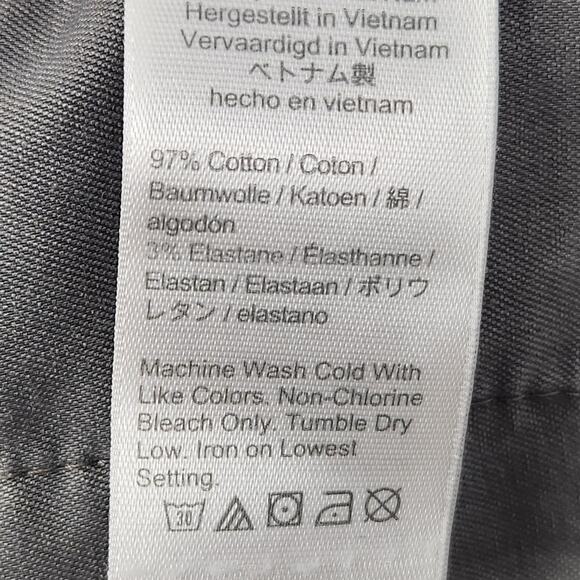 Hergestellt in Vietnam
Vervaardigd in Vietnam
ベトナム製
hecho en vietnam
97% Cotton / Coton /
Baumwolle / Katoen / 綿 /
algodón
3% Elastane / Élasthanne /
Elastan / Elastaan / ポリウ
レタン / elastano
Machine Wash Cold With
Like Colors. Non-Chlorine
Bleach Only. Tumble Dry
Low. Iron on Lowest
Setting.
30